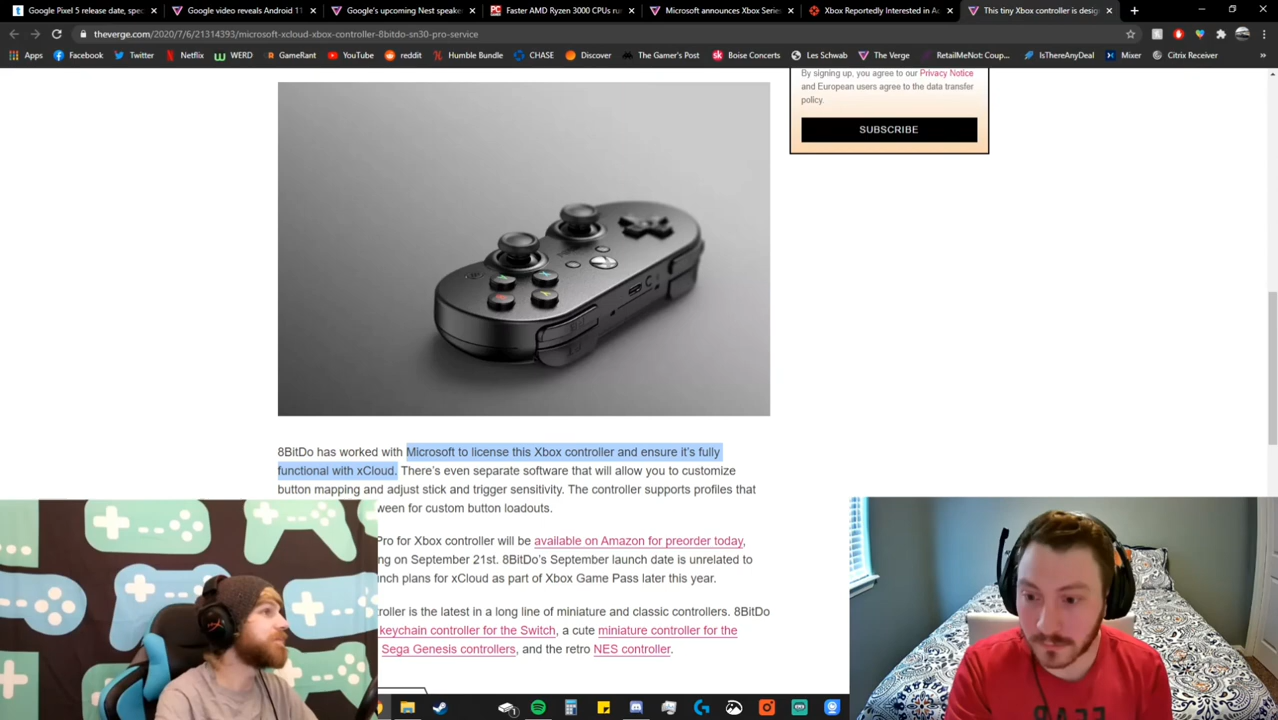 Google Pixel 5 release date, spec
Google video reveals Android 11
Google's upcoming Nest speake
Faster AMD Ryzen 3000 CPUs ru
Microsoft announces Xbox Serie
Xbox Reportedly Interested in Ac
This tiny Xbox controller is desig
theverge.com/2020/7/6/21314393/microsoft-xcloud-xbox-controller-8bitdo-sn30-pro-service
Apps
Facebook
Twitter
Netflix
WERD
GameRant
YouTube
reddit
Humble Bundle
CHASE
Discover
The Gamer's Post
Boise Concerts
Les Schwab
The Verge
RetailMeNot: Coup...
IsThereAnyDeal
Mixer
Citrix Receiver
By signing up, you agree to our Privacy Notice
and European users agree to the data transfer
policy.
SUBSCRIBE
8BitDo has worked with Microsoft to license this Xbox controller and ensure it's fully
functional with xCloud. There's even separate software that will allow you to customize
button mapping and adjust stick and trigger sensitivity. The controller supports profiles that
ween for custom button loadouts.
Pro for Xbox controller will be available on Amazon for preorder today,
ng on September 21st. 8BitDo's September launch date is unrelated to
nch plans for xCloud as part of Xbox Game Pass later this year.
roller is the latest in a long line of miniature and classic controllers. 8BitDo
keychain controller for the Switch, a cute miniature controller for the
Sega Genesis controllers, and the retro NES controller.